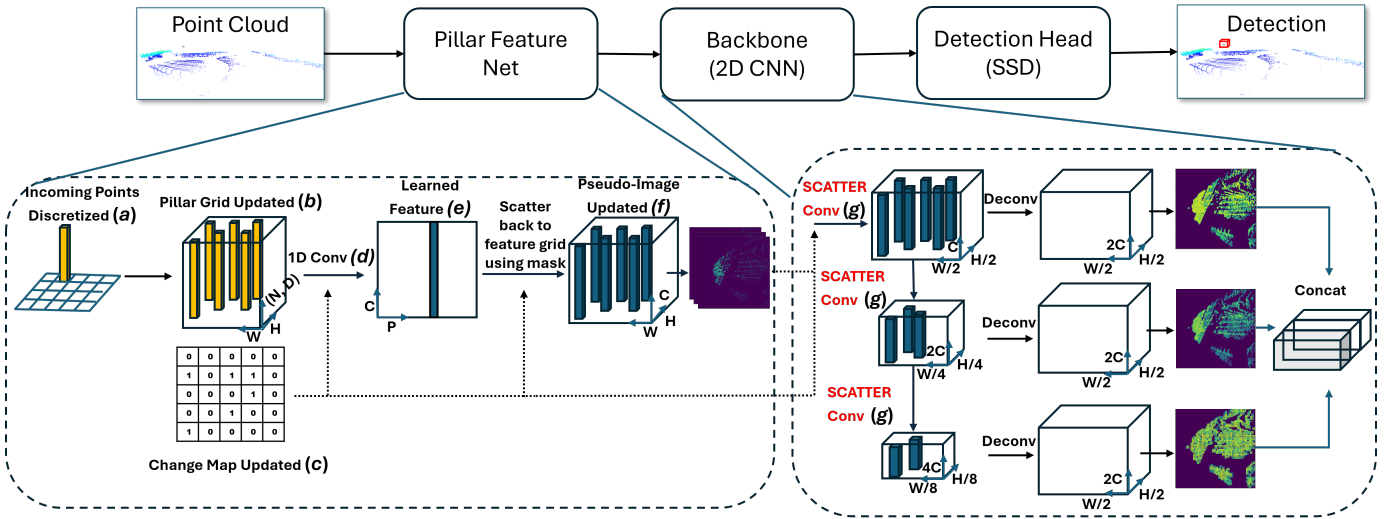 Point Cloud
Pillar Feature
Net
Backbone
(2D CNN)
Detection Head
(SSD)
Detection
Incoming Points
Discretized (a)
Pillar Grid Updated (b)
(N, D)
H
W
0 0 0 0 0
1 0 1 1 0
0 0 0 1 0
0 0 1 0 0
1 0 0 0 0
Change Map Updated (c)
1D Conv (d)
Learned
Feature (e)
C
P
Scatter
back to
feature grid
using mask
Pseudo-Image
Updated (f)
C
H
W
SCATTER
Conv (g)
C
W/2
H/2
Deconv
2C
W/2
H/2
SCATTER
Conv (g)
2C
W/4
H/4
Deconv
2C
W/2
H/2
SCATTER
Conv (g)
4C
W/8
H/8
Deconv
2C
W/2
H/2
Concat